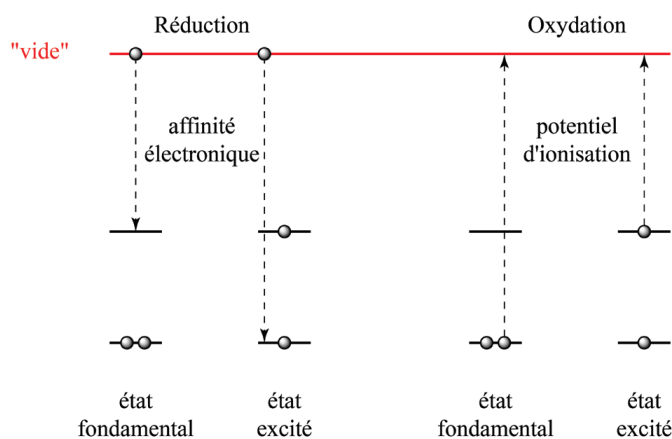 Réduction
Oxydation
"vide"
affinité
électronique
potentiel
d'ionisation
état
fondamental
état
excité
état
fondamental
état
excité